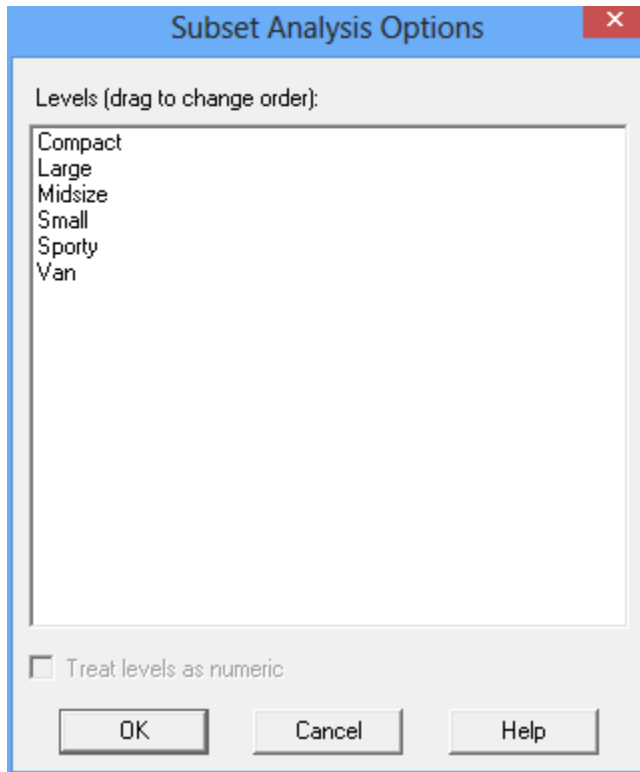 Subset Analysis Options
Levels (drag to change order):
Compact
Large
Midsize
Small
Sporty
Van
Treat levels as numeric
OK Cancel Help